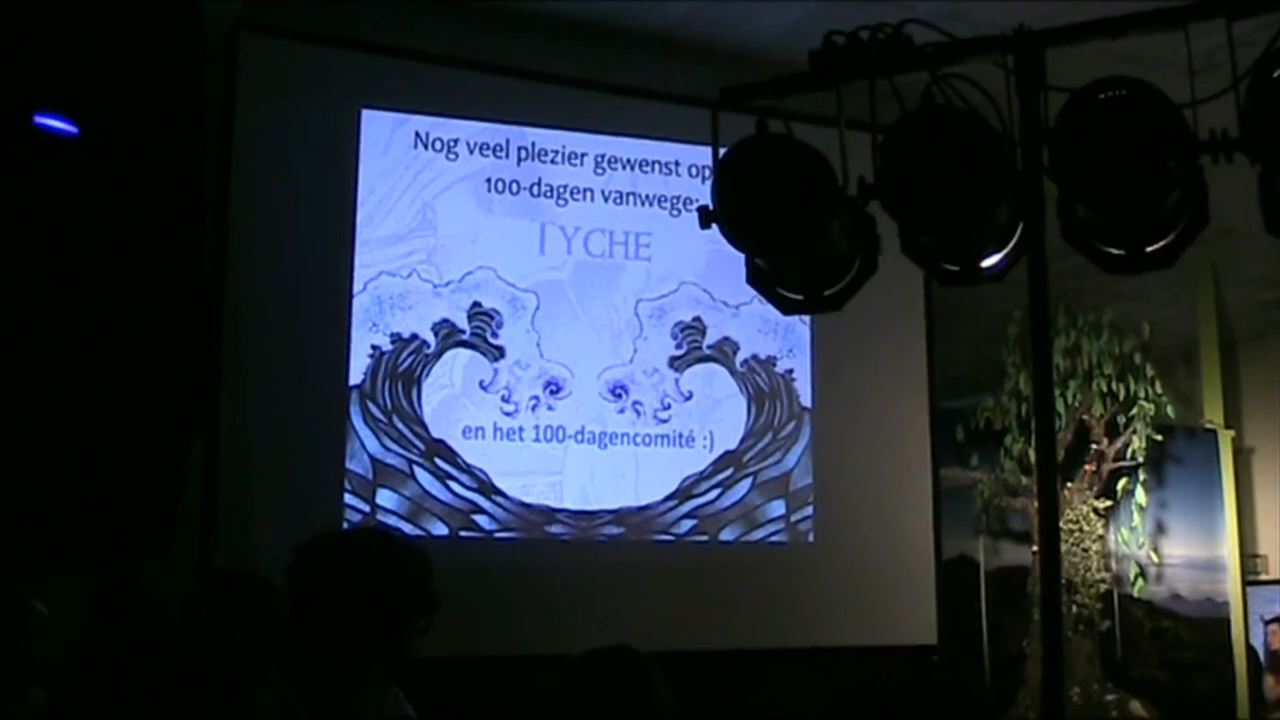 Nog veel plezier gewenst op
100-dagen vanwege:
TYCHE
en het 100-dagencomité :)